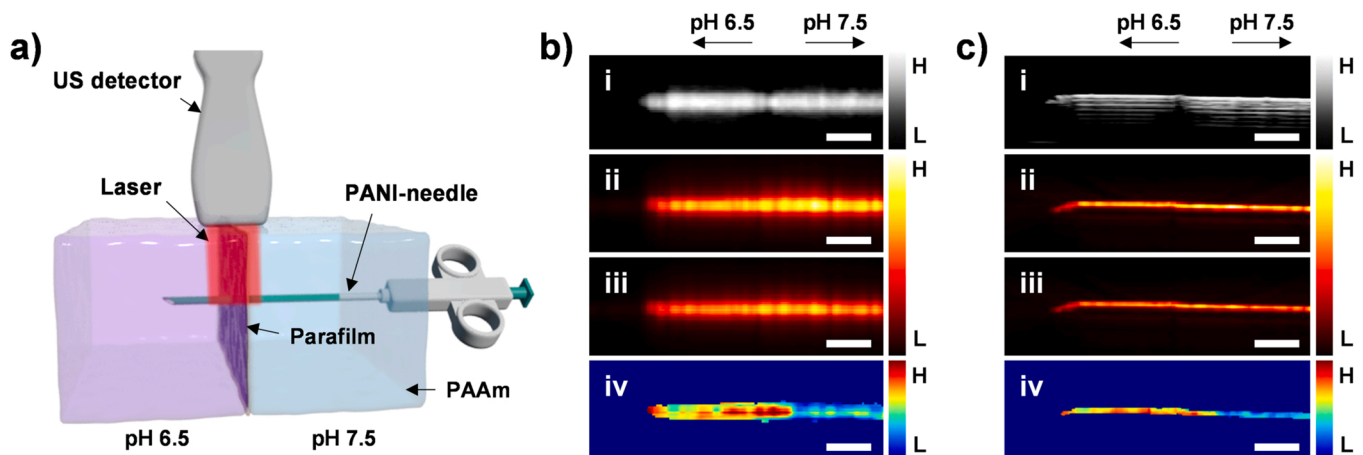 a)
US detector
Laser
PANI-needle
Parafilm
PAAm
pH 6.5
pH 7.5
b)
pH 6.5
pH 7.5
i
H
L
ii
H
iii
L
iv
H
L
c)
pH 6.5
pH 7.5
i
H
L
ii
H
iii
L
iv
H
L